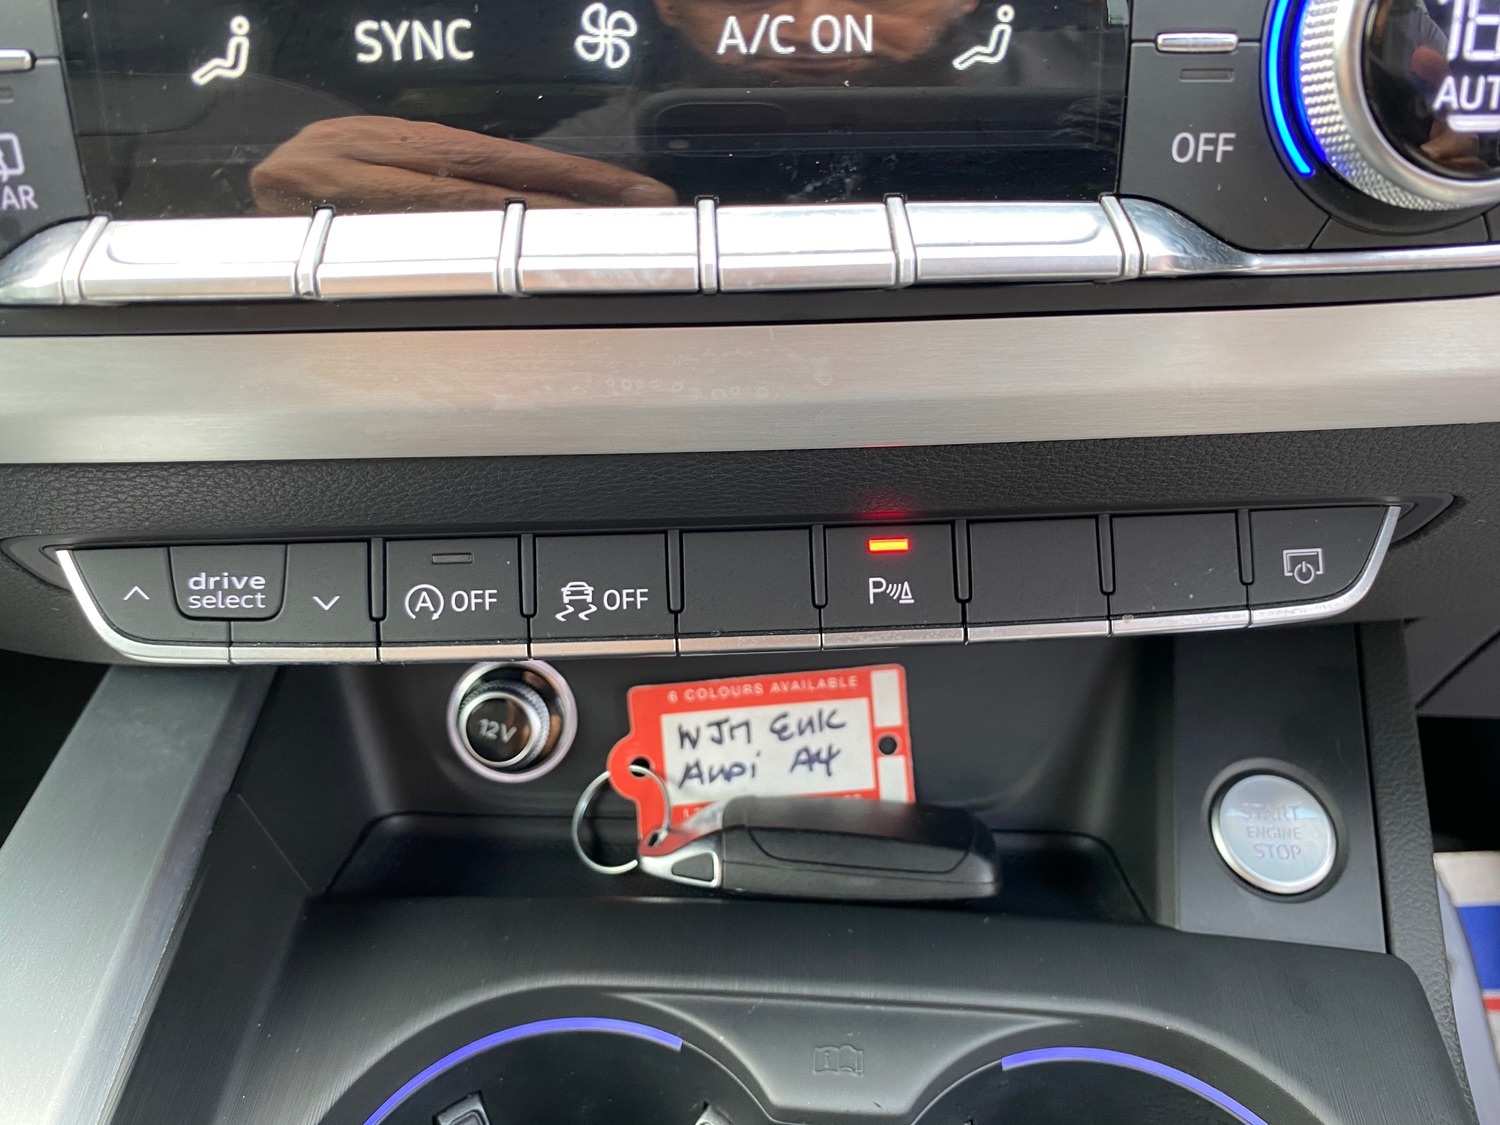 SYNC
A/C ON
OFF
AUT
AR
drive
select
A OFF
OFF
P
12V
6 COLOURS AVAILABLE
WJM EUK
AUDI A4
START
ENGINE
STOP